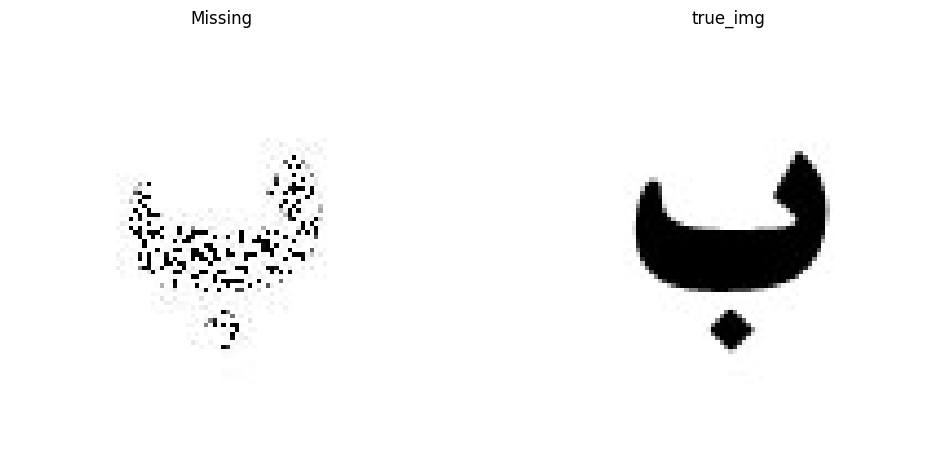 Missing
true_img
ب
ب